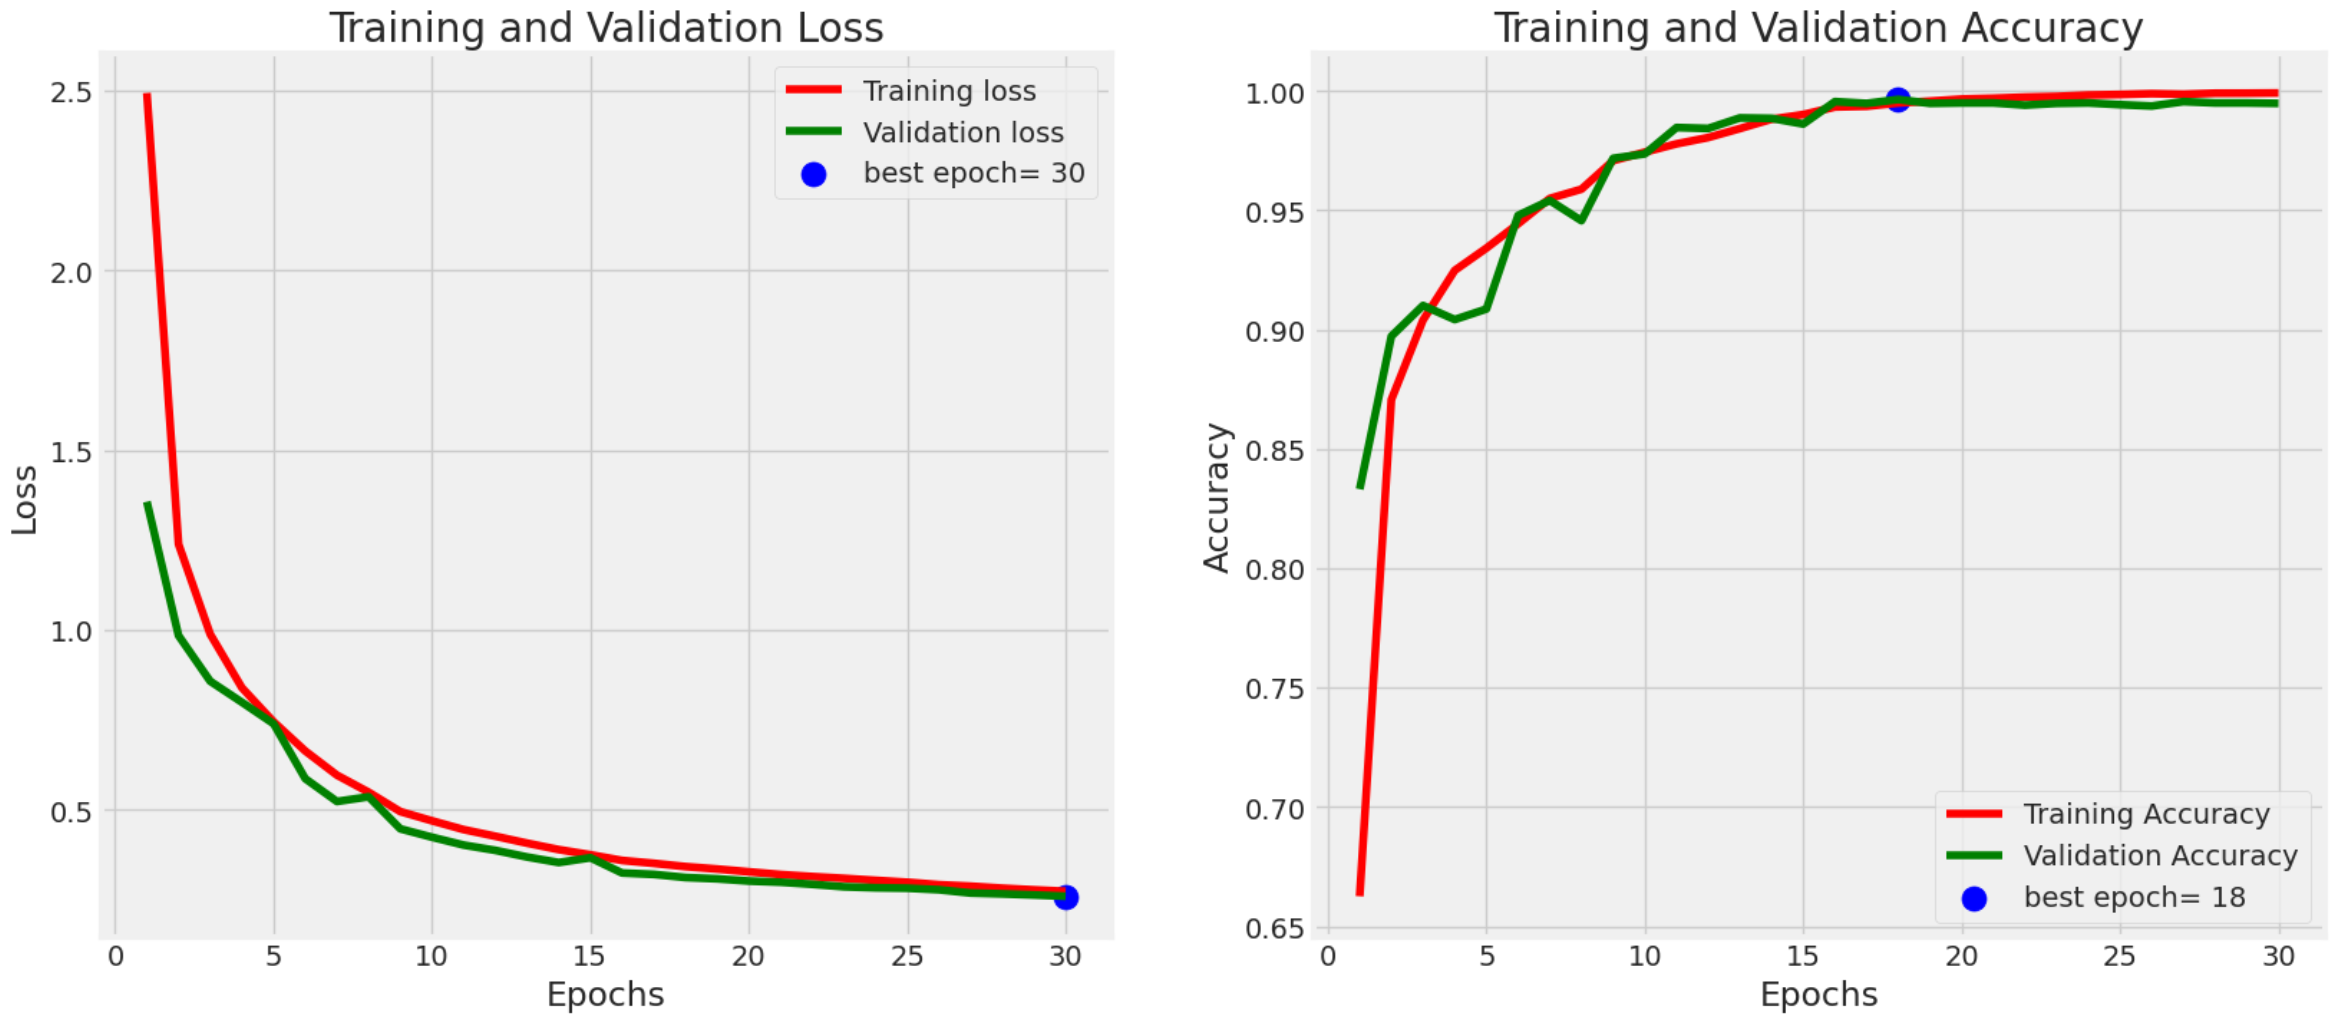 Training and Validation Loss
Training loss
Validation loss
best epoch= 30
2.5
2.0
1.5
1.0
0.5
Loss
0 5 10 15 20 25 30
Epochs
Training and Validation Accuracy
1.00
0.95
0.90
0.85
0.80
0.75
0.70
0.65
Accuracy
Training Accuracy
Validation Accuracy
best epoch= 18
0 5 10 15 20 25 30
Epochs